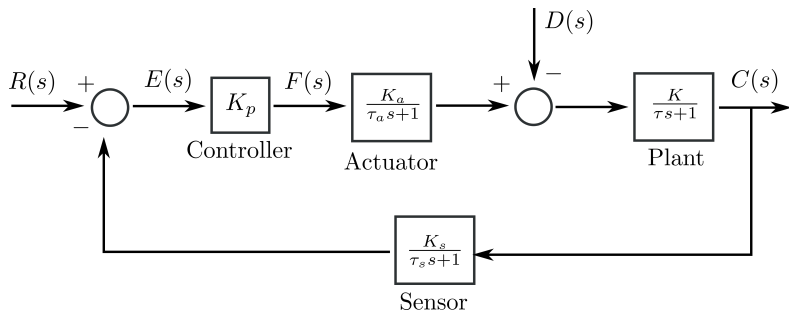 D(s)
R(s) + E(s) F(s) + − C(s)
K_p
K_a / τ_a s+1
K / τs+1
−
Controller
Actuator
Plant
K_s / τ_s s+1
Sensor